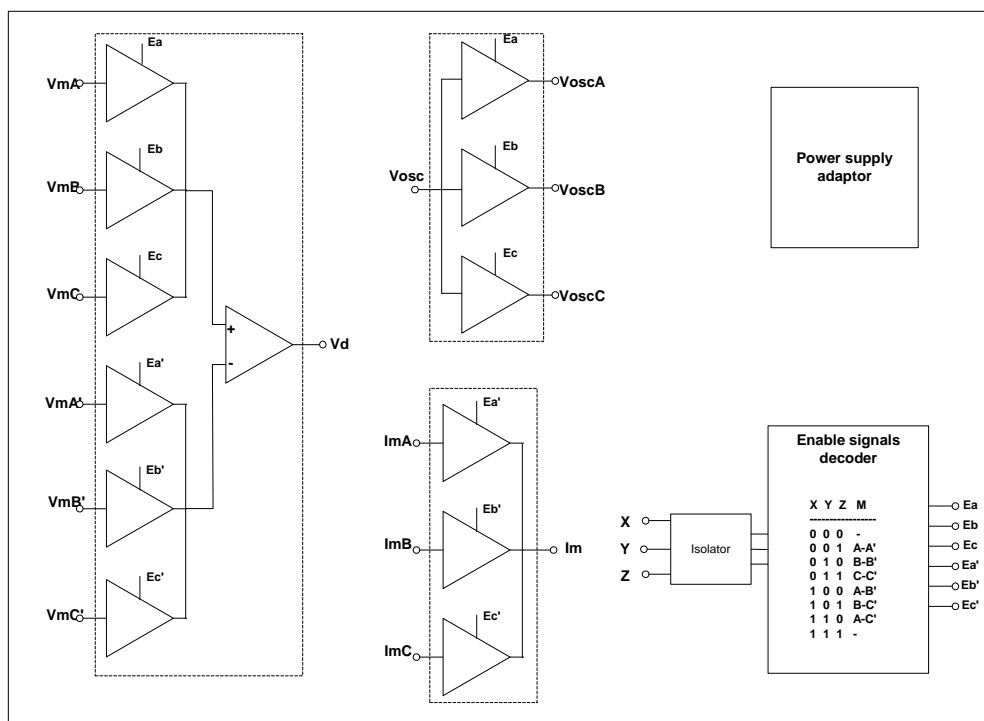 Ea
VmA
Eb
VmB
Ec
VmC
+
-
Vd
Ea'
VmA'
Eb'
VmB'
Ec'
VmC'
Ea
VoscA
Eb
Vosc
VoscB
Ec
VoscC
Power supply
adaptor
Ea'
ImA
Eb'
ImB
Im
Ec'
ImC
X
Y
Z
Isolator
Enable signals
decoder
X Y Z M
-----------------
0 0 0 -
0 0 1 A-A'
0 1 0 B-B'
0 1 1 C-C'
1 0 0 A-B'
1 0 1 B-C'
1 1 0 A-C'
1 1 1 -
Ea
Eb
Ec
Ea'
Eb'
Ec'